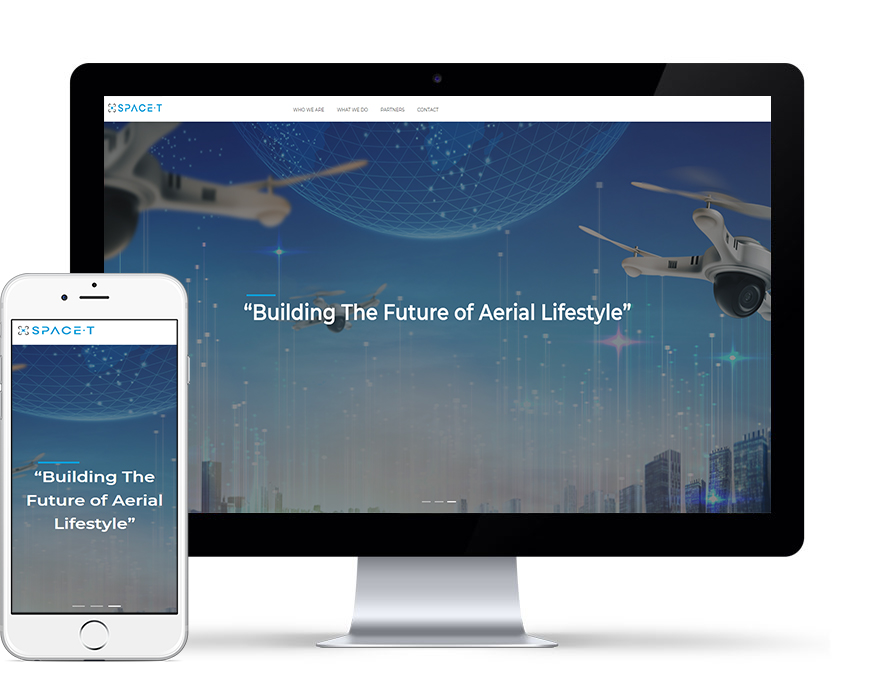 SPACE·T
WHO WE ARE WHAT WE DO PARTNERS CONTACT
“Building The Future of Aerial Lifestyle”
SPACE·T
“Building The
Future of Aerial
Lifestyle”